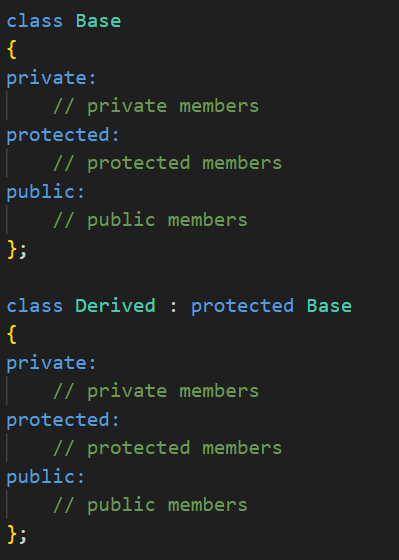 class Base
{
private:
    // private members
protected:
    // protected members
public:
    // public members
};

class Derived : protected Base
{
private:
    // private members
protected:
    // protected members
public:
    // public members
};